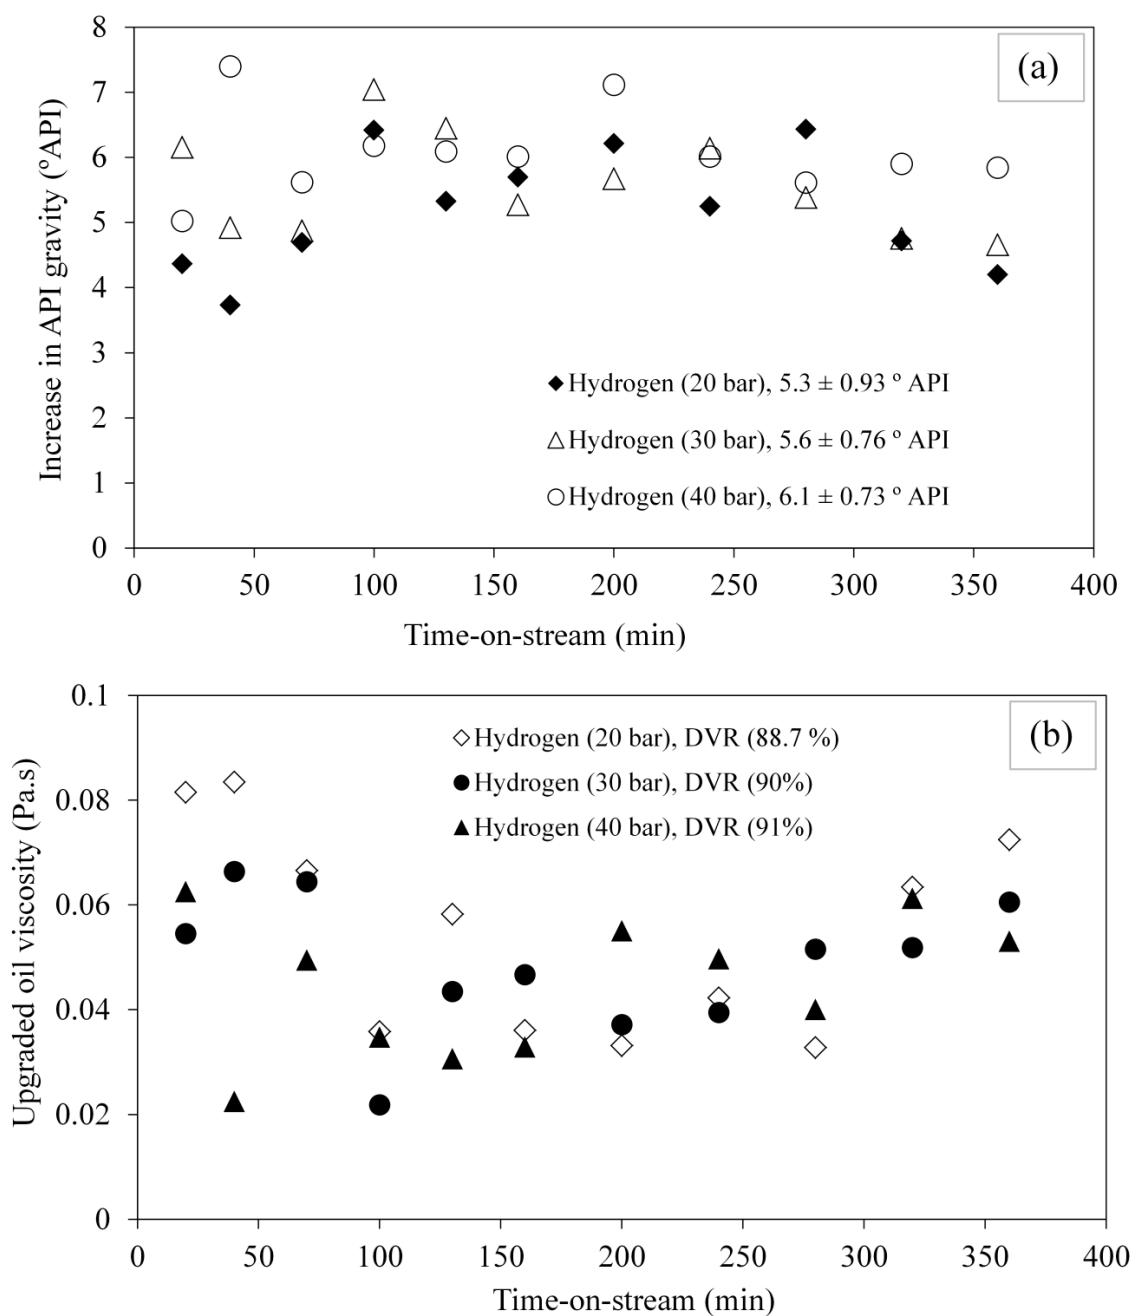 (a)
Increase in API gravity (ºAPI)
8
7
6
5
4
3
2
1
0
Hydrogen (20 bar), 5.3 ± 0.93 º API
Hydrogen (30 bar), 5.6 ± 0.76 º API
Hydrogen (40 bar), 6.1 ± 0.73 º API
0 50 100 150 200 250 300 350 400
Time-on-stream (min)
(b)
Upgraded oil viscosity (Pa.s)
0.1
0.08
0.06
0.04
0.02
0
Hydrogen (20 bar), DVR (88.7 %)
Hydrogen (30 bar), DVR (90%)
Hydrogen (40 bar), DVR (91%)
0 50 100 150 200 250 300 350 400
Time-on-stream (min)